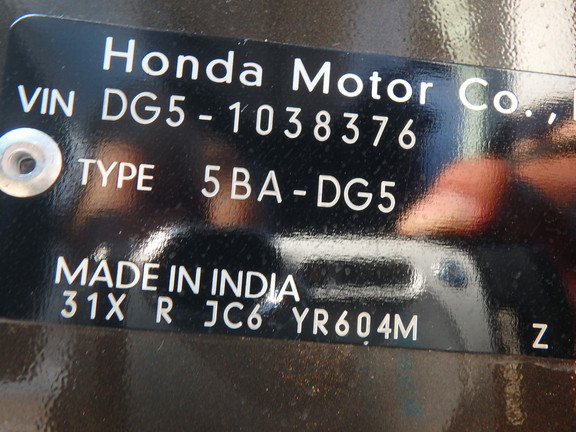 Honda Motor Co.,
VIN DG5-1038376
TYPE 5BA-DG5
MADE IN INDIA
31X R JC6 YR604M Z